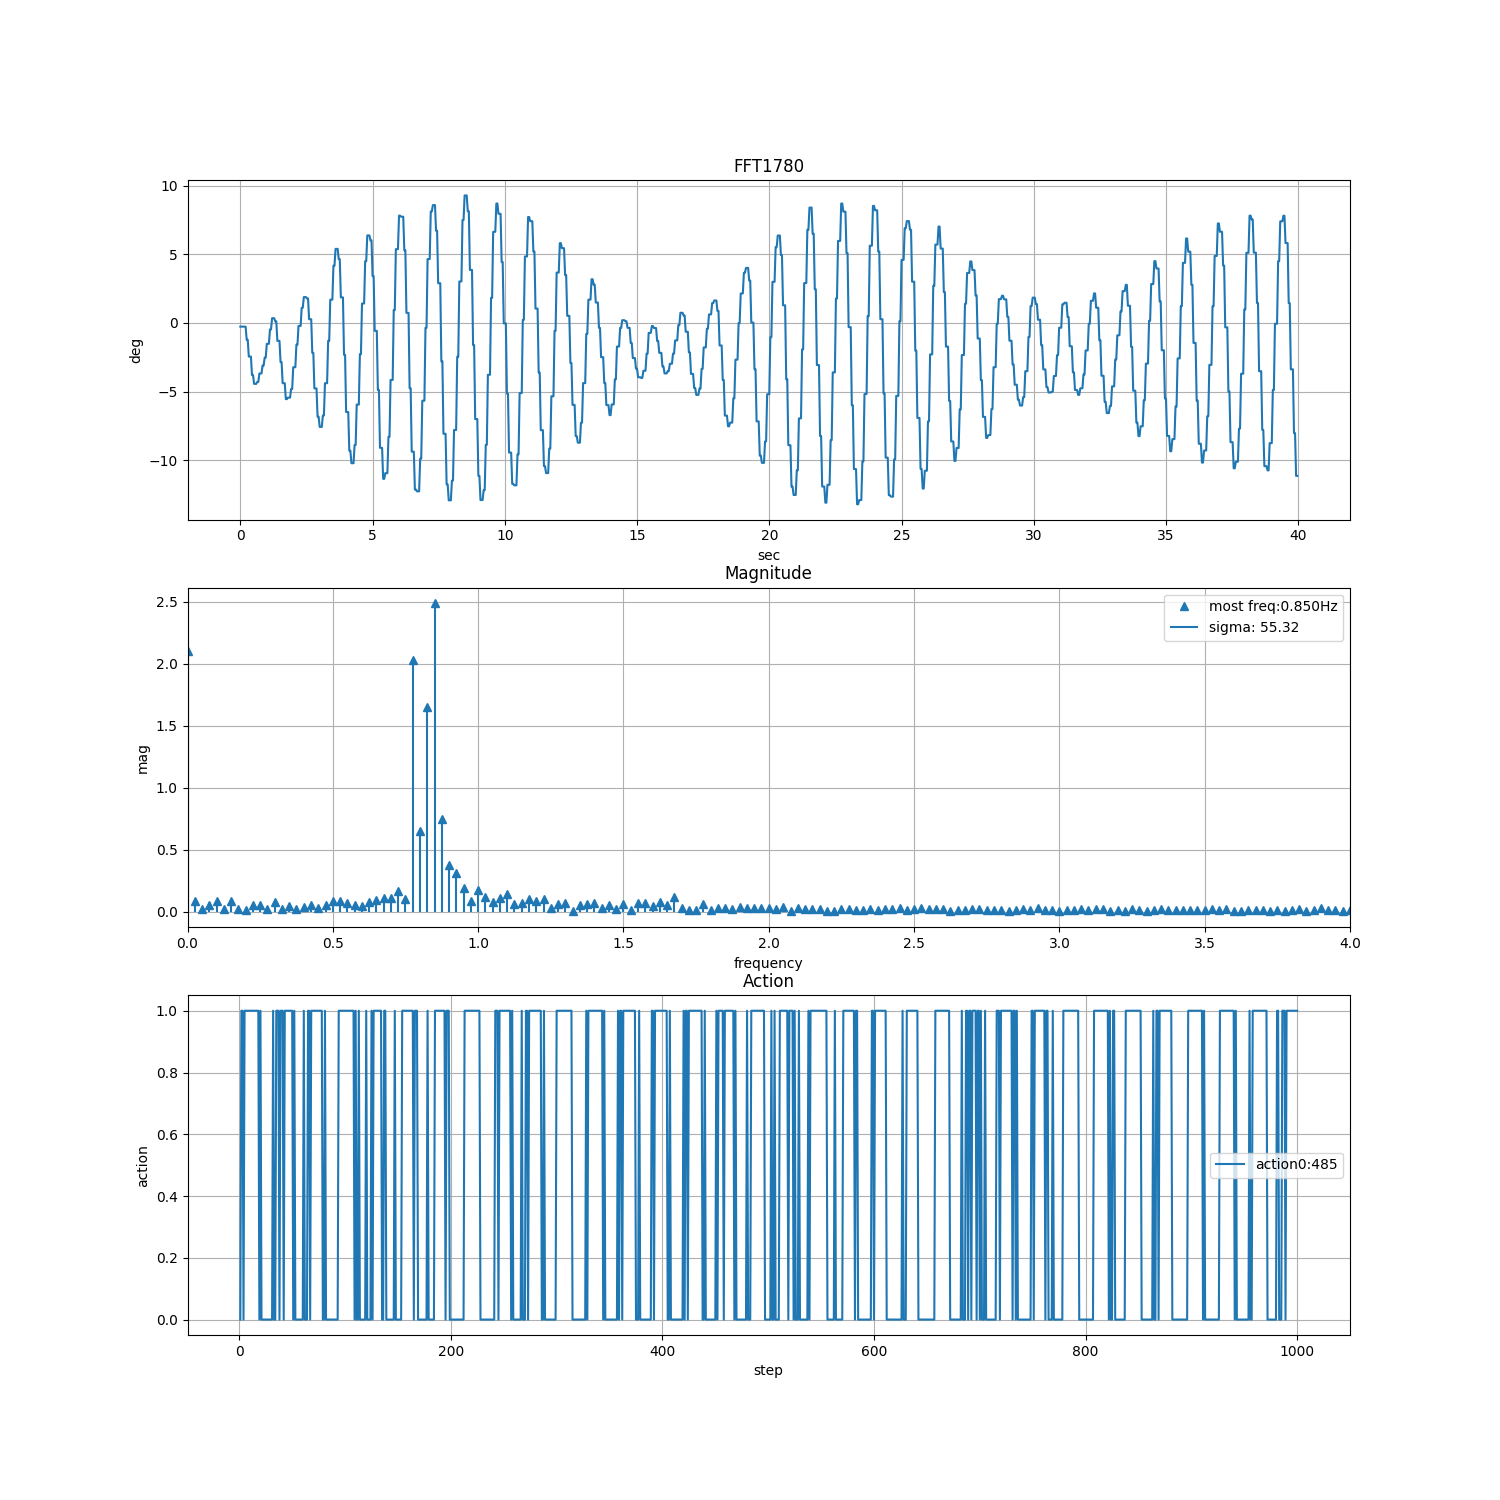 FFT1780
10
5
0
−5
−10
deg
0 5 10 15 20 25 30 35 40
sec
Magnitude
2.5
2.0
1.5
1.0
0.5
0.0
mag
most freq:0.850Hz
sigma: 55.32
0.0 0.5 1.0 1.5 2.0 2.5 3.0 3.5 4.0
frequency
Action
1.0
0.8
0.6
0.4
0.2
0.0
action
action0:485
0 200 400 600 800 1000
step